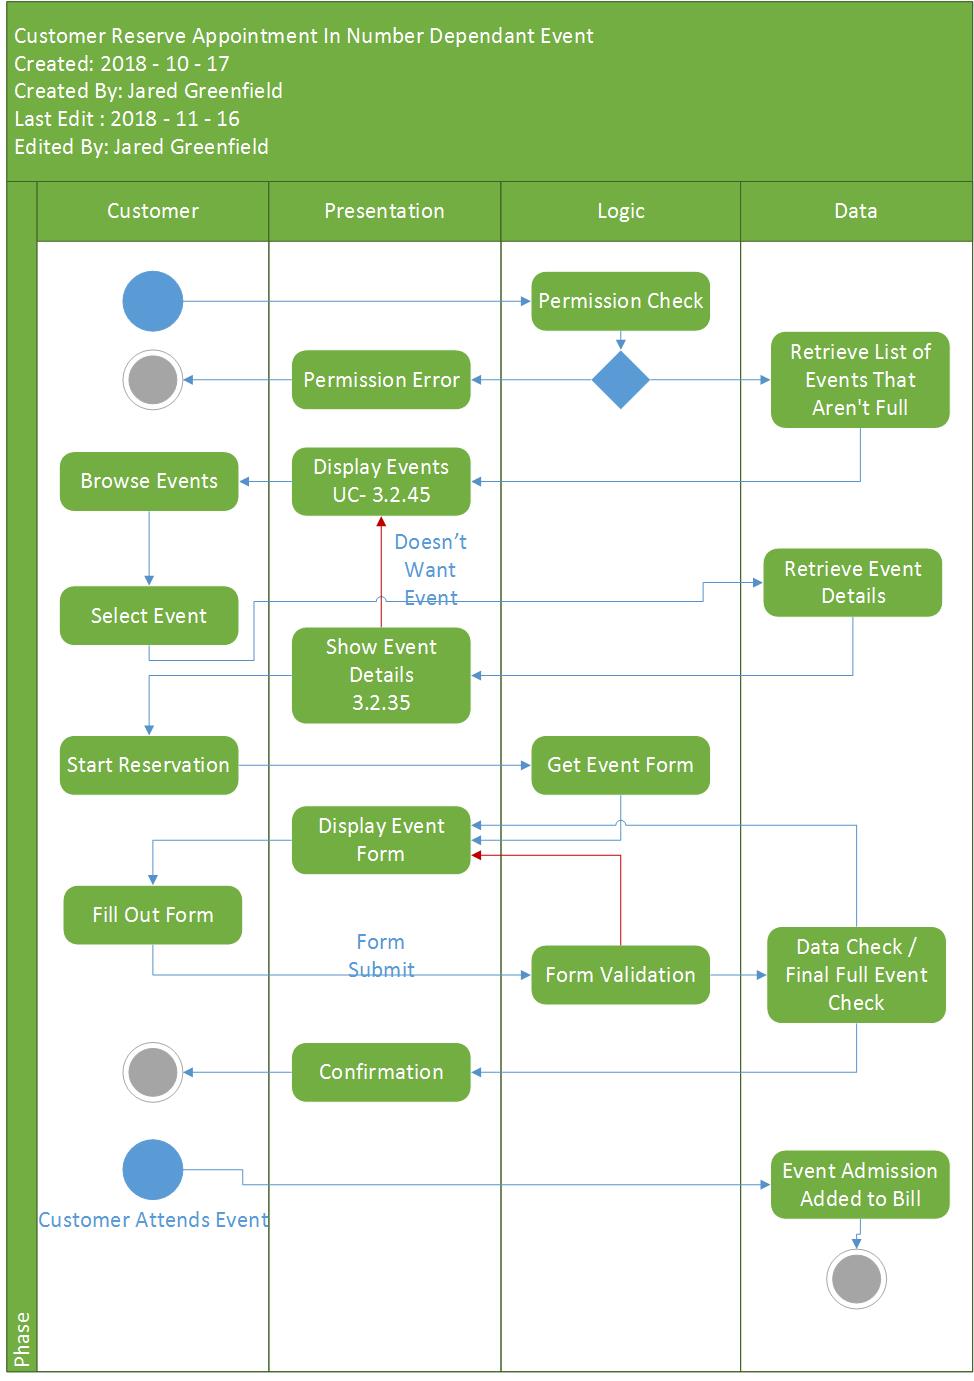 Customer Reserve Appointment In Number Dependant Event
Created: 2018 - 10 - 17
Created By: Jared Greenfield
Last Edit : 2018 - 11 - 16
Edited By: Jared Greenfield
Customer
Presentation
Logic
Data
Permission Check
Permission Error
Retrieve List of
Events That
Aren't Full
Browse Events
Display Events
UC- 3.2.45
Doesn’t
Want
Event
Retrieve Event
Details
Select Event
Show Event
Details
3.2.35
Start Reservation
Get Event Form
Display Event
Form
Fill Out Form
Form
Submit
Form Validation
Data Check /
Final Full Event
Check
Confirmation
Customer Attends Event
Event Admission
Added to Bill
Phase